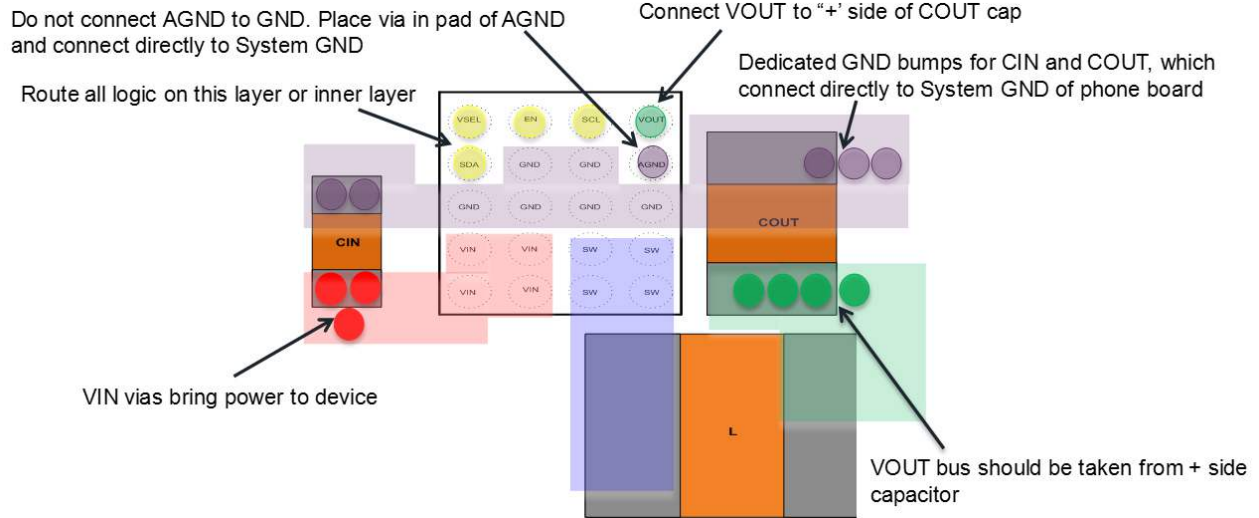 Do not connect AGND to GND. Place via in pad of AGND
and connect directly to System GND
Connect VOUT to “+’ side of COUT cap
Dedicated GND bumps for CIN and COUT, which
connect directly to System GND of phone board
Route all logic on this layer or inner layer
VSEL EN SCL VOUT
SDA GND GND AGND
GND GND GND GND
COUT
CIN
VIN VIN SW SW
VIN VIN SW SW
VIN vias bring power to device
L
VOUT bus should be taken from + side
capacitor